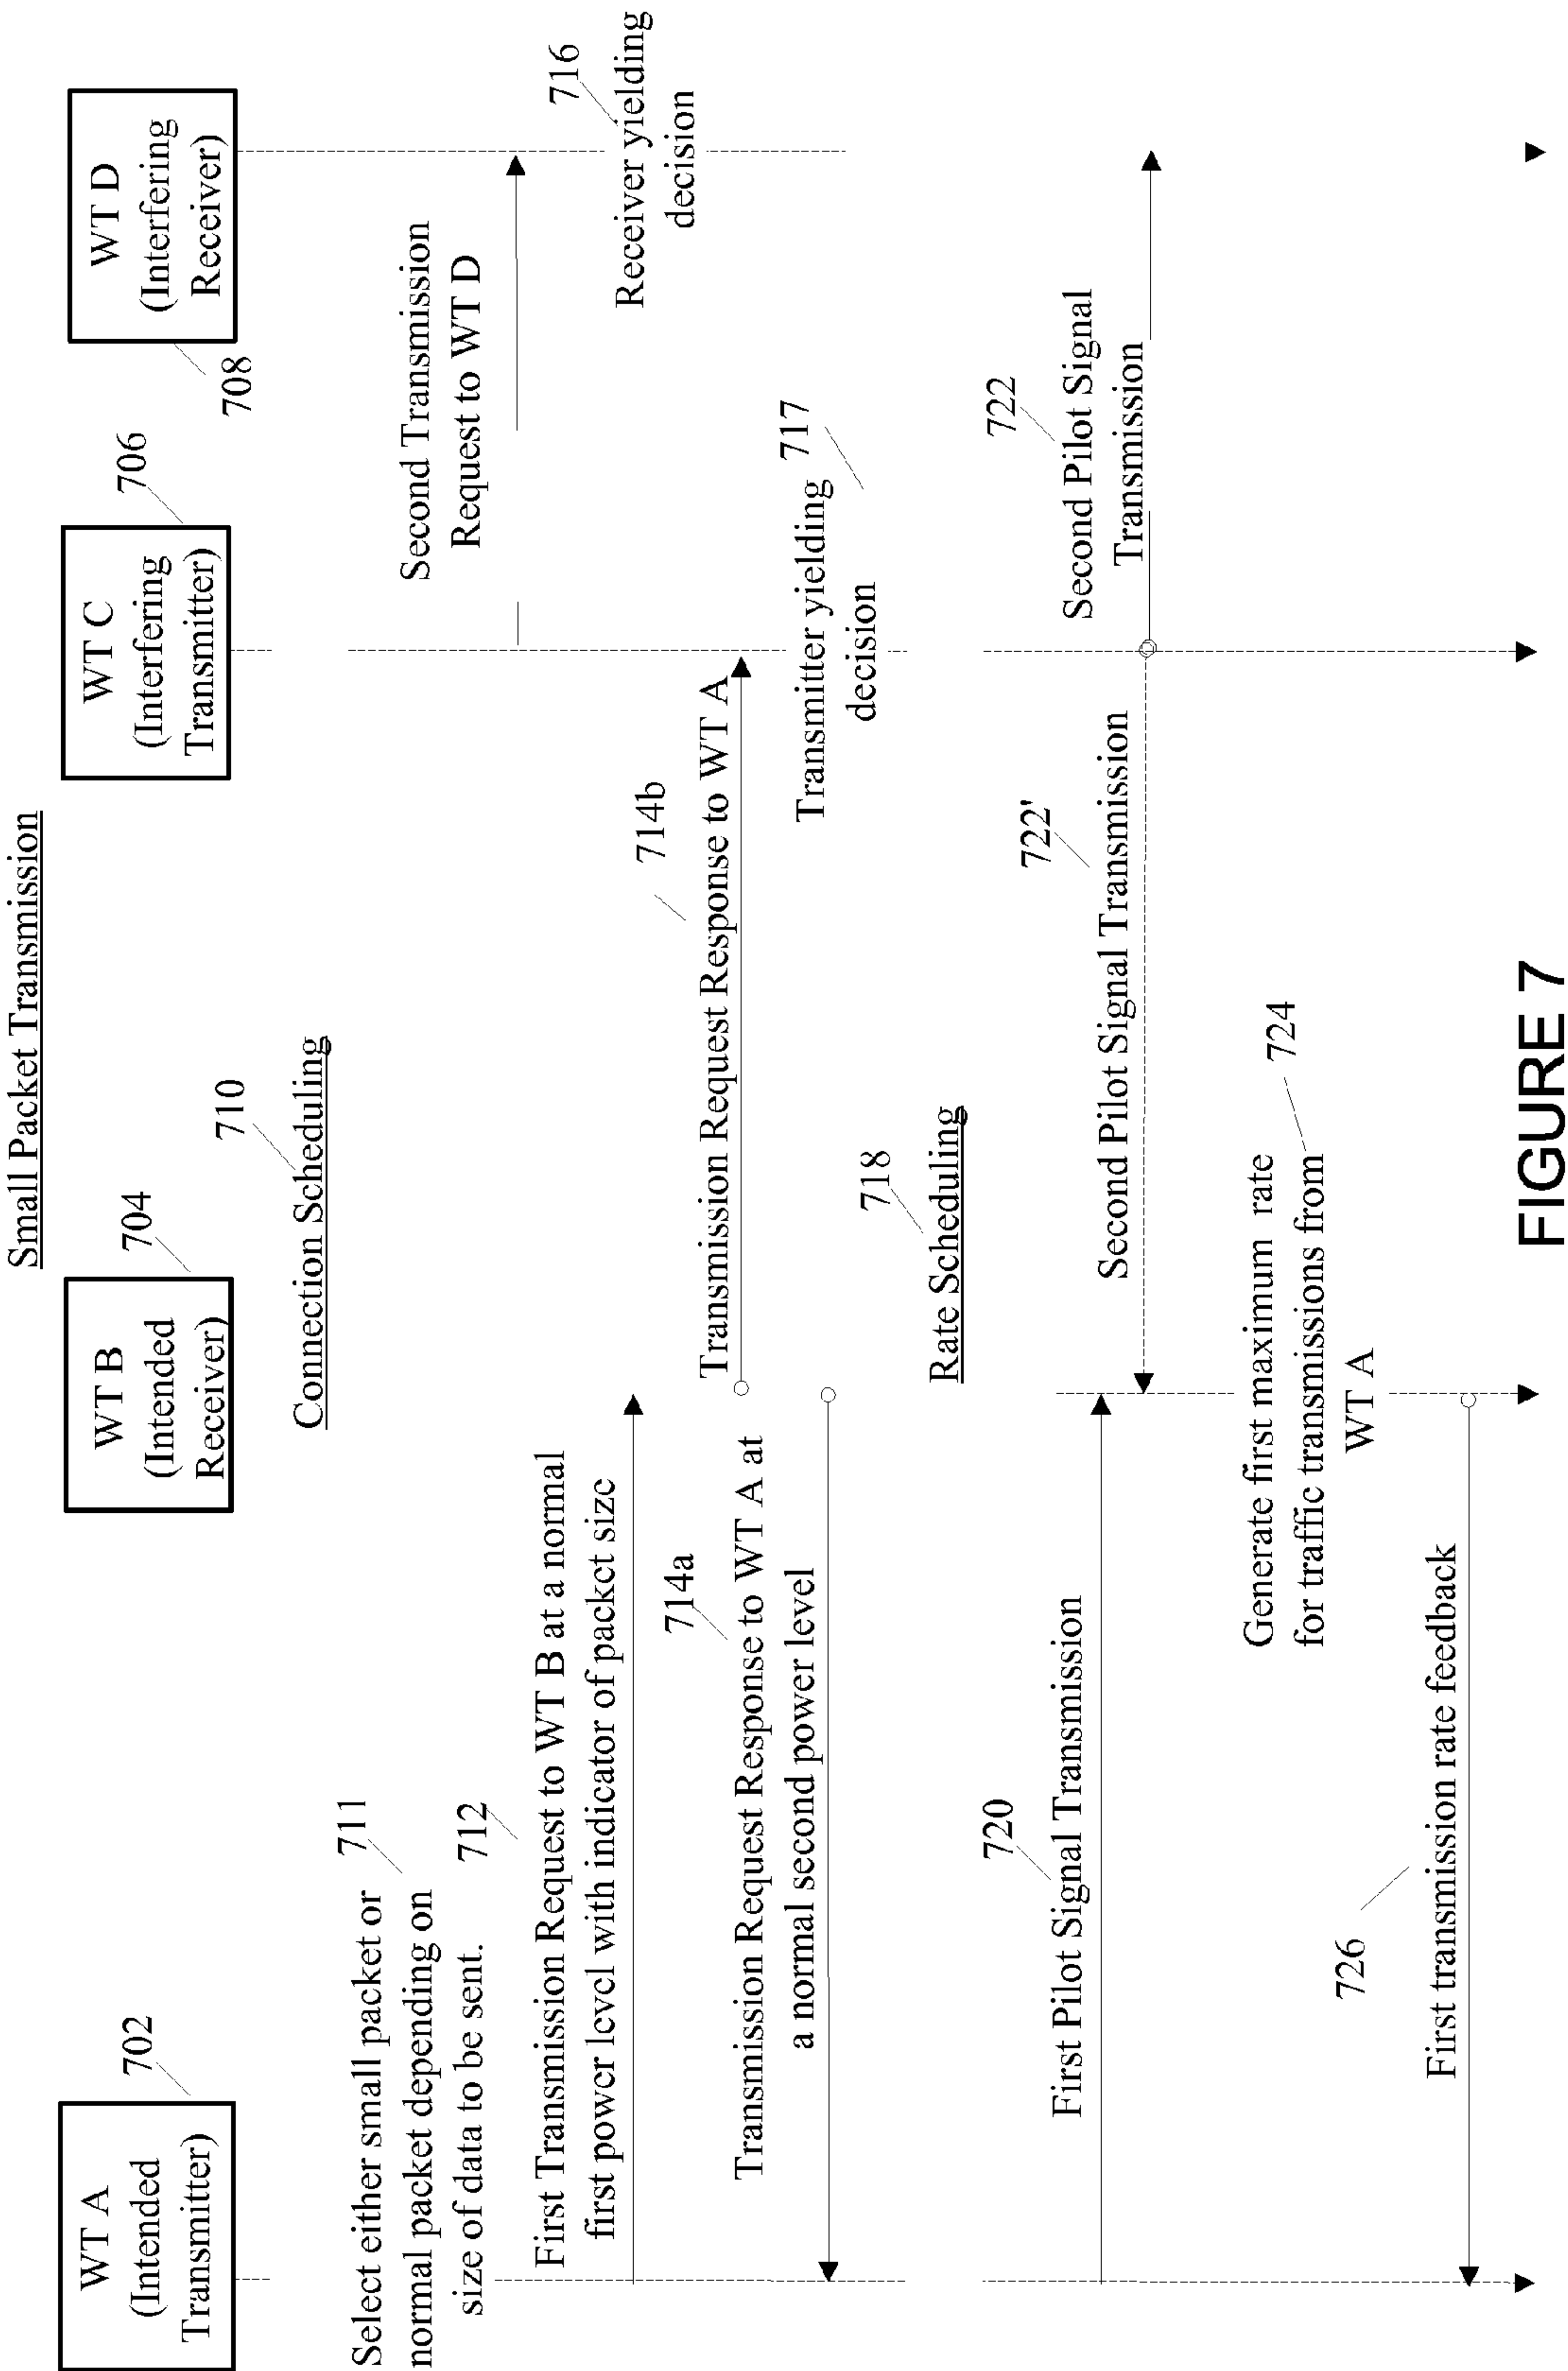 Small Packet Transmission
WT A
(Intended
Transmitter)
702
WT B
(Intended
Receiver)
704
WT C
(Interfering
Transmitter)
706
WT D
(Interfering
Receiver)
708
710
Connection Scheduling
Select either small packet or
normal packet depending on
size of data to be sent.
711
712
First Transmission Request to WT B at a normal
first power level with indicator of packet size
Second Transmission
Request to WT D
716
Receiver yielding
decision
714a
Transmission Request Response to WT A at
a normal second power level
714b
Transmission Request Response to WT A
Transmitter yielding
decision
717
718
Rate Scheduling
720
First Pilot Signal Transmission
722'
Second Pilot Signal Transmission
722
Second Pilot Signal
Transmission
Generate first maximum rate
for traffic transmissions from
WT A
724
726
First transmission rate feedback
FIGURE 7